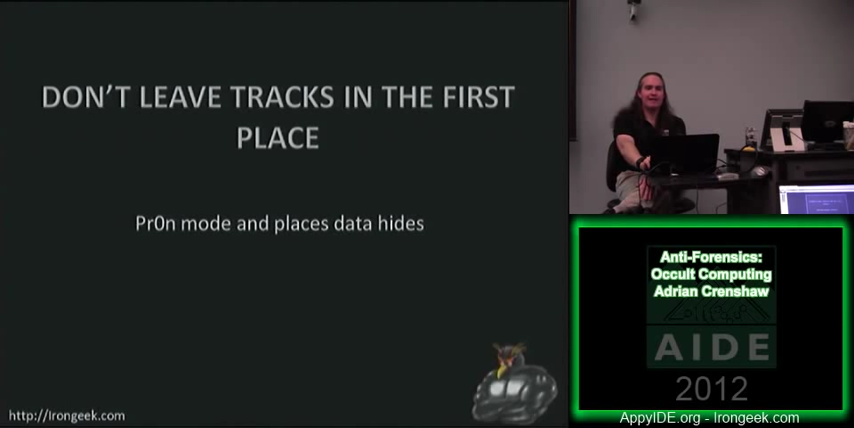 DON'T LEAVE TRACKS IN THE FIRST
PLACE
Pr0n mode and places data hides
http://Irongeek.com
Anti-Forensics:
Occult Computing
Adrian Crenshaw
AIDE
2012
AppyIDE.org - Irongeek.com